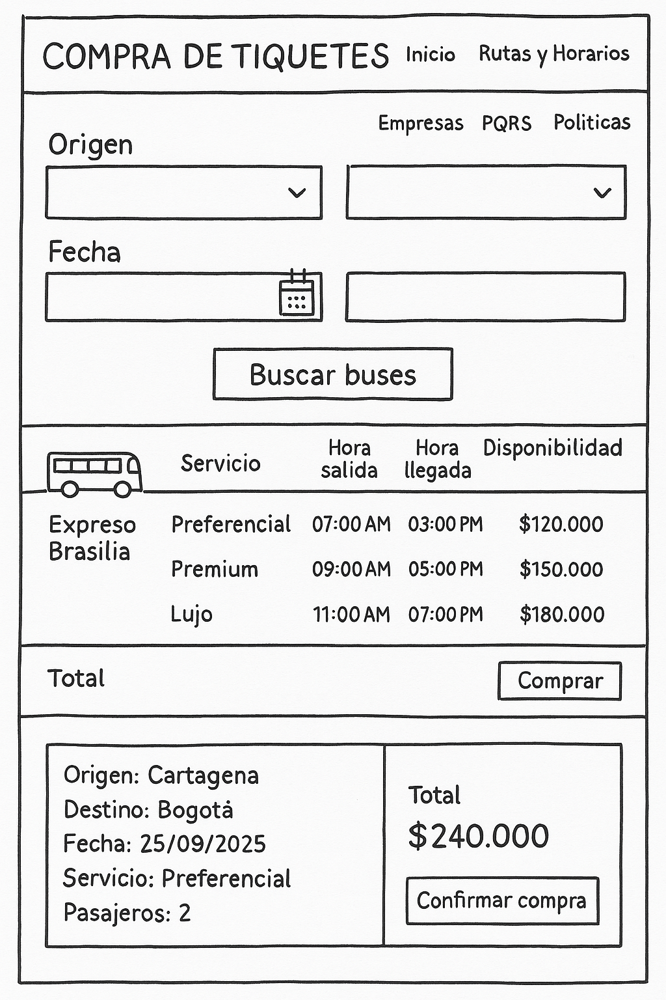 COMPRA DE TIQUETES Inicio Rutas y Horarios
Empresas PQRS Politicas
Origen
Fecha
Buscar buses
Servicio Hora salida Hora llegada Disponibilidad
Expreso Brasilia
Preferencial 07:00 AM 03:00 PM $120.000
Premium 09:00 AM 05:00 PM $150.000
Lujo 11:00 AM 07:00 PM $180.000
Total Comprar
Origen: Cartagena
Destino: Bogotá
Fecha: 25/09/2025
Servicio: Preferencial
Pasajeros: 2
Total
$240.000
Confirmar compra